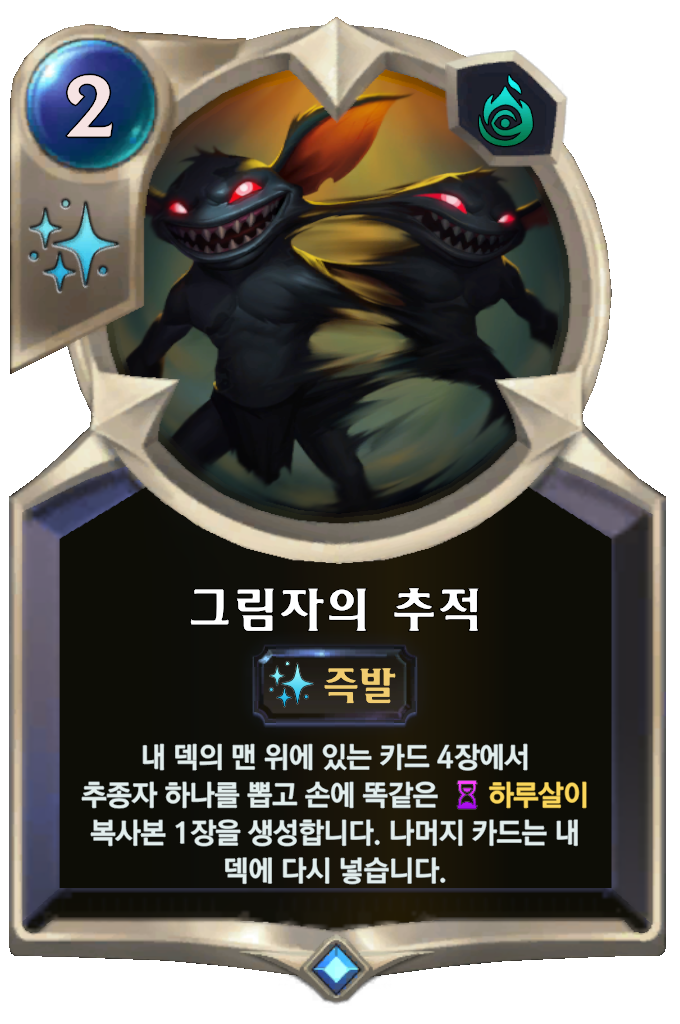 2
그림자의 추적
즉발
내 덱의 맨 위에 있는 카드 4장에서
추종자 하나를 뽑고 손에 똑같은 하루살이
복사본 1장을 생성합니다. 나머지 카드는 내
덱에 다시 넣습니다.